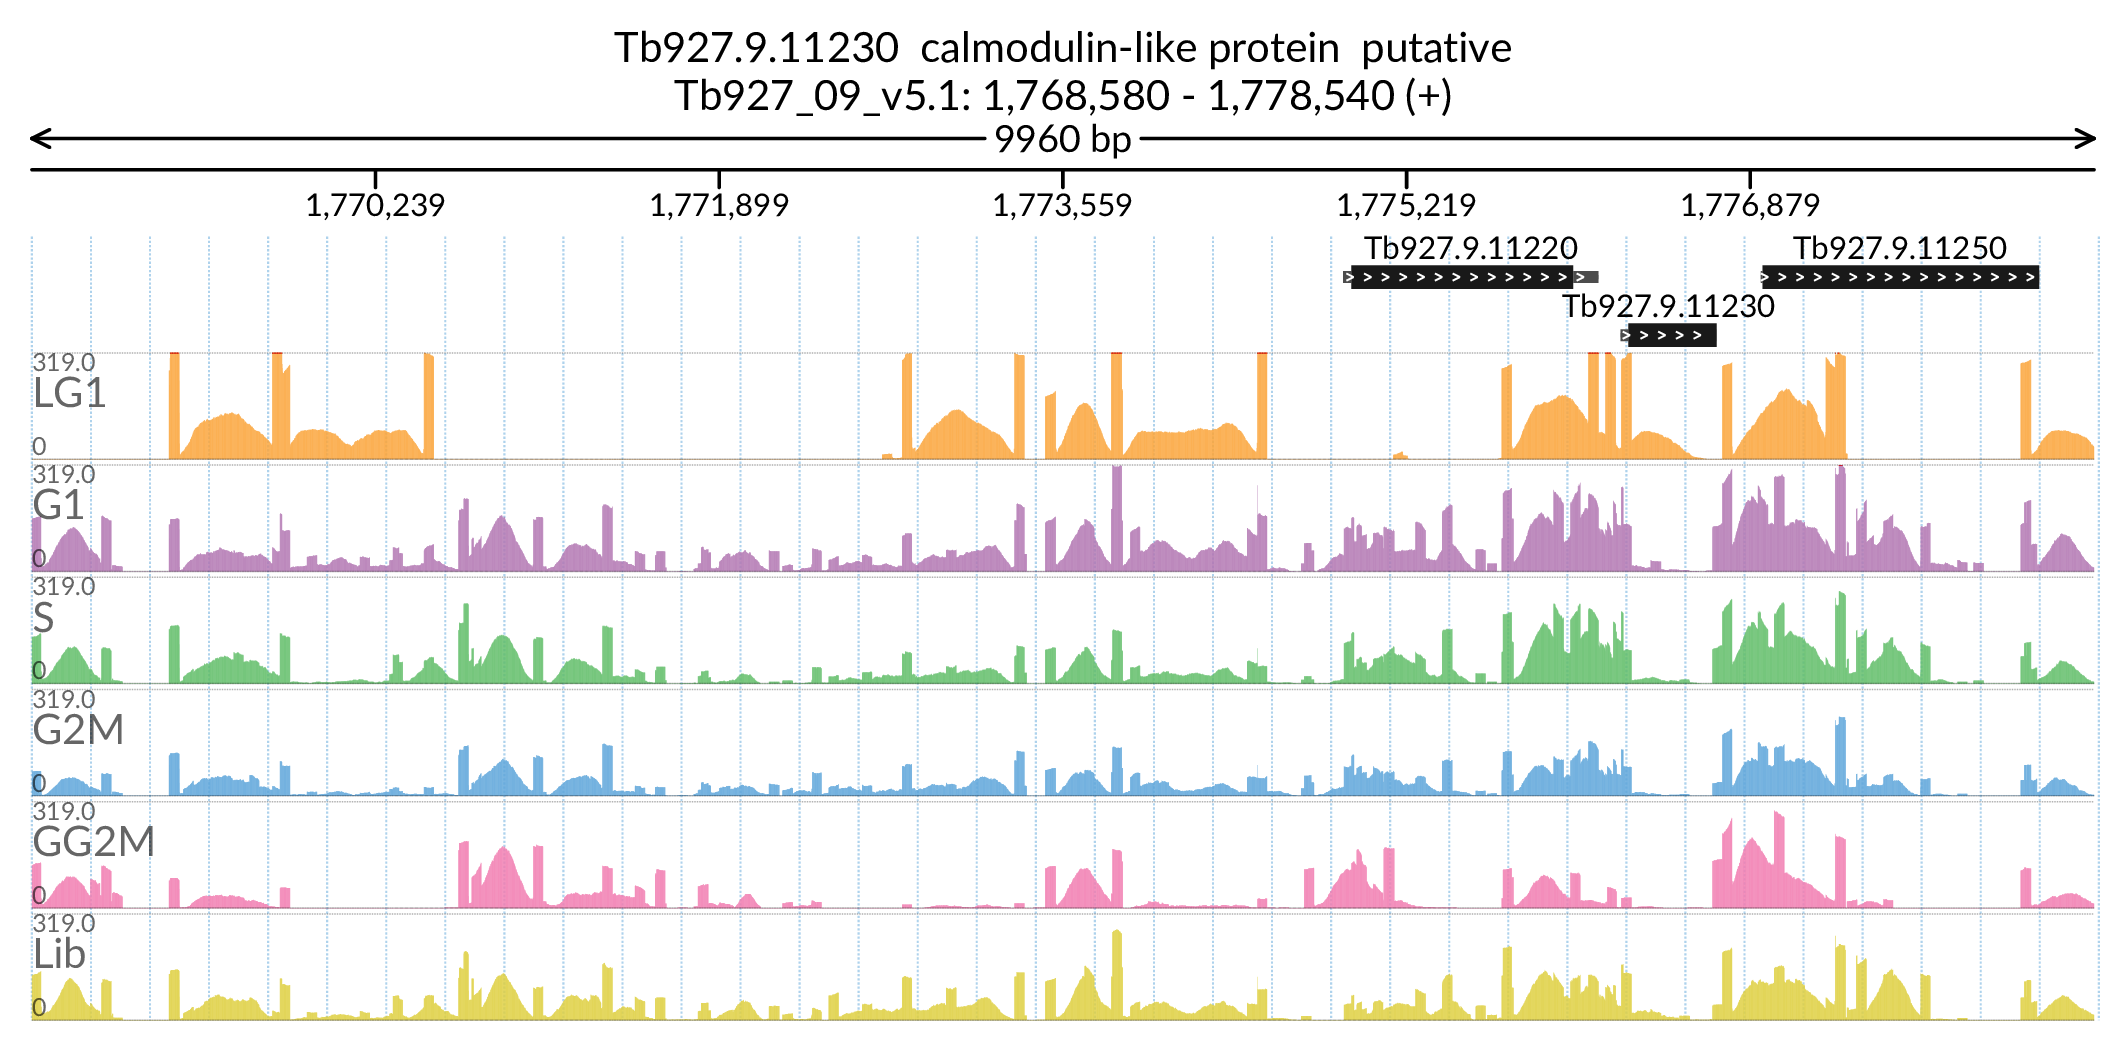 Tb927.9.11230 calmodulin-like protein putative
Tb927_09_v5.1: 1,768,580 - 1,778,540 (+)
9960 bp
1,770,239 1,771,899 1,773,559 1,775,219 1,776,879
Tb927.9.11220 Tb927.9.11250
Tb927.9.11230
319.0
LG1
0
319.0
G1
0
319.0
S
0
319.0
G2M
0
319.0
GG2M
0
319.0
Lib
0